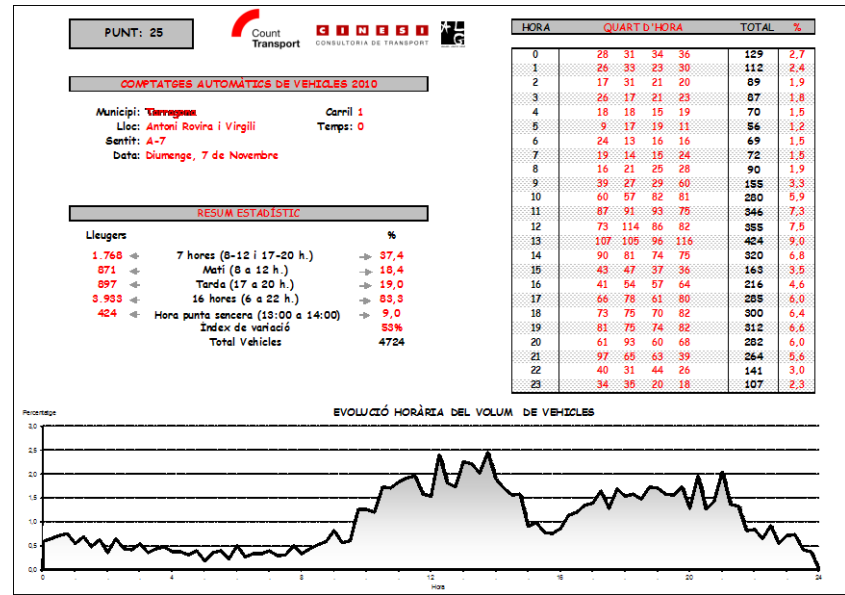 PUNT: 25
Count
Transport
CINESI
CONSULTORIA DE TRANSPORT
COMPTATGES AUTOMÀTICS DE VEHICLES 2010
Municipi: Tarragona Carril 1
Lloc: Antoni Rovira i Virgili Temps: 0
Sentit: A-7
Data: Diumenge, 7 de Novembre
RESUM ESTADÍSTIC
Lleugers %
1.768 7 hores (8-12 i 17-20 h.) 37,4
871 Matí (8 a 12 h.) 18,4
897 Tarda (17 a 20 h.) 19,0
3.933 16 hores (6 a 22 h.) 83,3
424 Hora punta sencera (13:00 a 14:00) 9,0
Índex de variació 53%
Total Vehicles 4724
HORA QUART D'HORA TOTAL %
0 28 31 34 36 129 2,7
1 26 33 23 30 112 2,4
2 17 31 21 20 89 1,9
3 26 17 21 23 87 1,8
4 18 18 15 19 70 1,5
5 9 17 19 11 56 1,2
6 24 13 16 16 69 1,5
7 19 14 15 24 72 1,5
8 16 21 25 28 90 1,9
9 39 27 29 60 155 3,3
10 60 57 82 81 280 5,9
11 87 91 93 75 346 7,3
12 73 114 86 82 355 7,5
13 107 105 96 116 424 9,0
14 90 81 74 75 320 6,8
15 43 47 37 36 163 3,5
16 41 54 57 64 216 4,6
17 66 78 61 80 285 6,0
18 73 75 70 82 300 6,4
19 81 75 74 82 312 6,6
20 61 93 60 68 282 6,0
21 97 65 63 39 264 5,6
22 40 31 44 26 141 3,0
23 34 35 20 18 107 2,3
Percentatge EVOLUCIÓ HORÀRIA DEL VOLUM DE VEHICLES
3,0
2,5
2,0
1,5
1,0
0,5
0,0
0 4 8 12 16 20 24
Hora